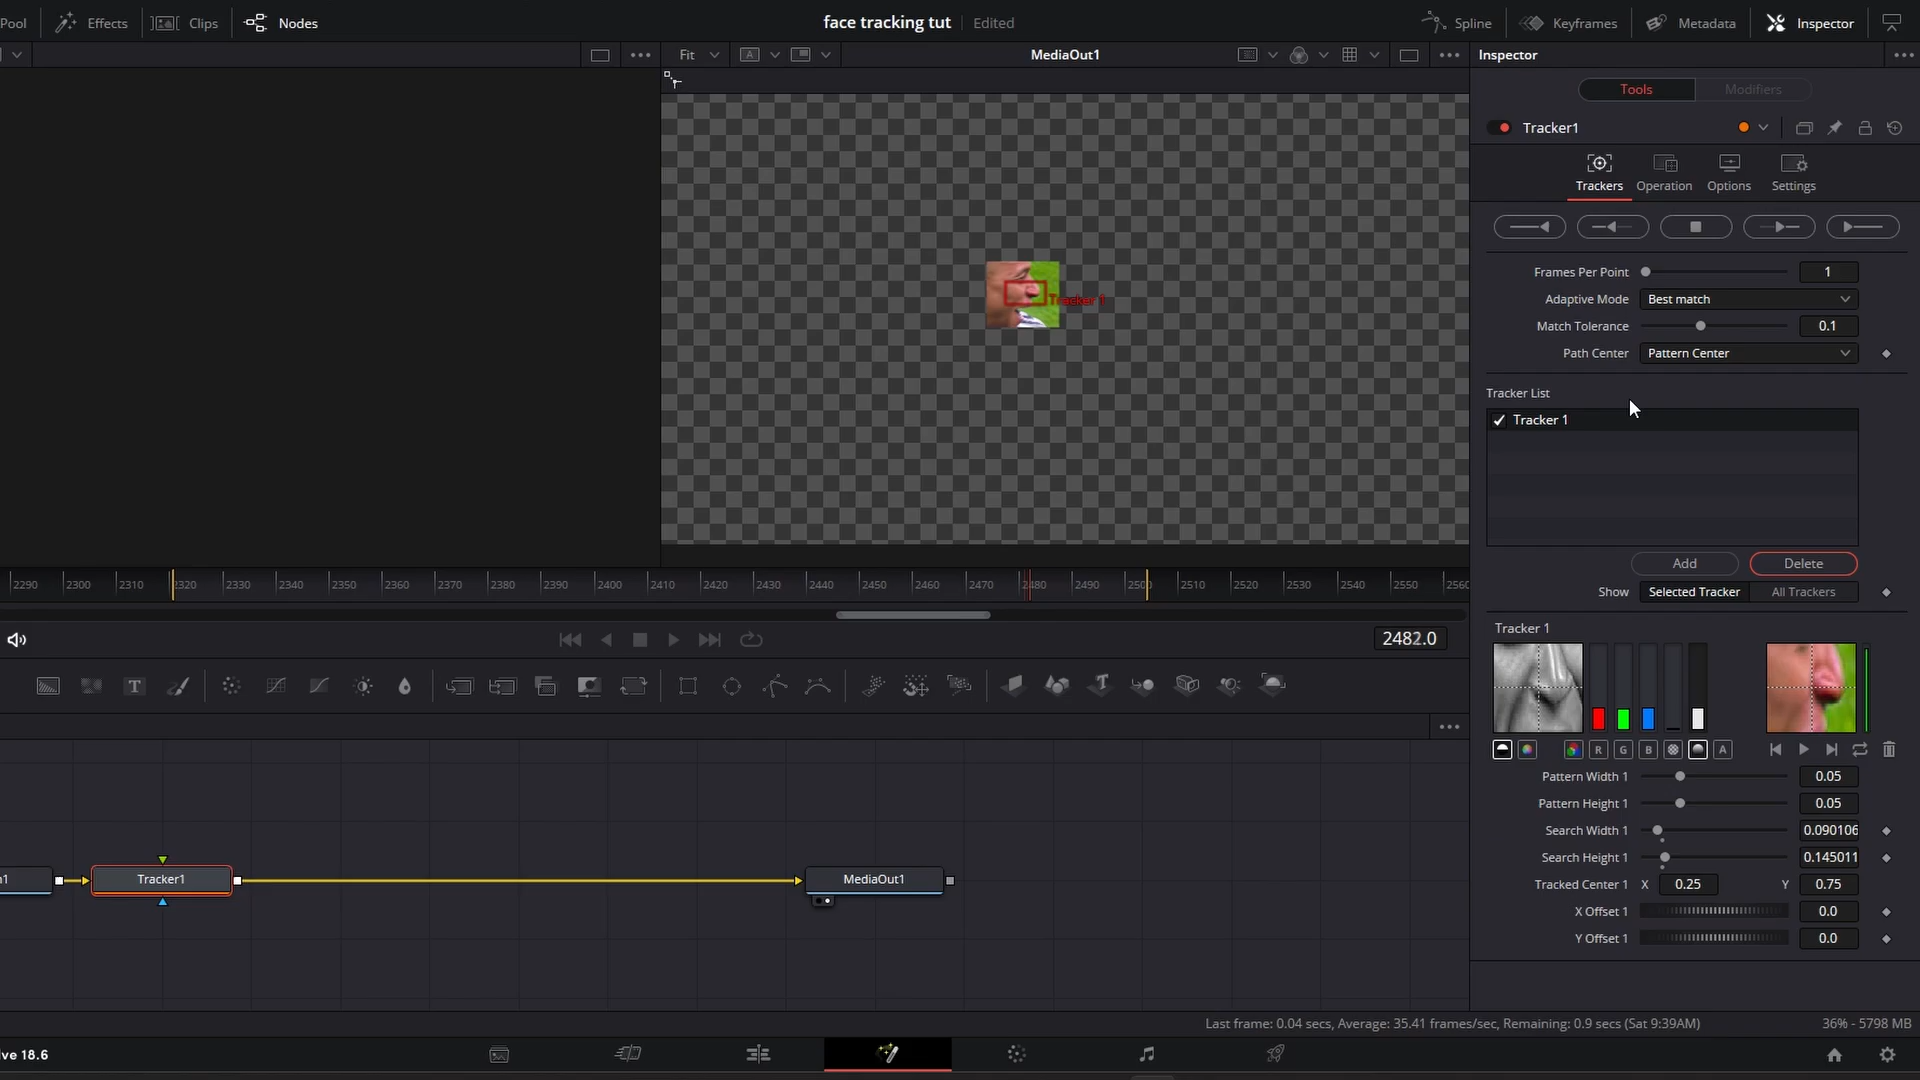 Pool Effects Clips Nodes face tracking tut Edited Spline Keyframes Metadata Inspector
Fit A MediaOut1 Inspector
Tools Modifiers
Tracker1
Trackers Operation Options Settings
Frames Per Point 1
Adaptive Mode Best match
Match Tolerance 0.1
Path Center Pattern Center
Tracker List
Tracker 1
Tracker 1
Add Delete
Show Selected Tracker All Trackers
2290 2300 2310 2320 2330 2340 2350 2360 2370 2380 2390 2400 2410 2420 2430 2440 2450 2460 2470 2480 2490 2500 2510 2520 2530 2540 2550 2560
2482.0
Tracker 1
T T
R G B A
Pattern Width 1 0.05
Pattern Height 1 0.05
Search Width 1 0.090106
Search Height 1 0.145011
Tracked Center 1 X 0.25 Y 0.75
X Offset 1 0.0
Y Offset 1 0.0
n1 Tracker1 MediaOut1
Last frame: 0.04 secs, Average: 35.41 frames/sec, Remaining: 0.9 secs (Sat 9:39AM) 36% - 5798 MB
lve 18.6